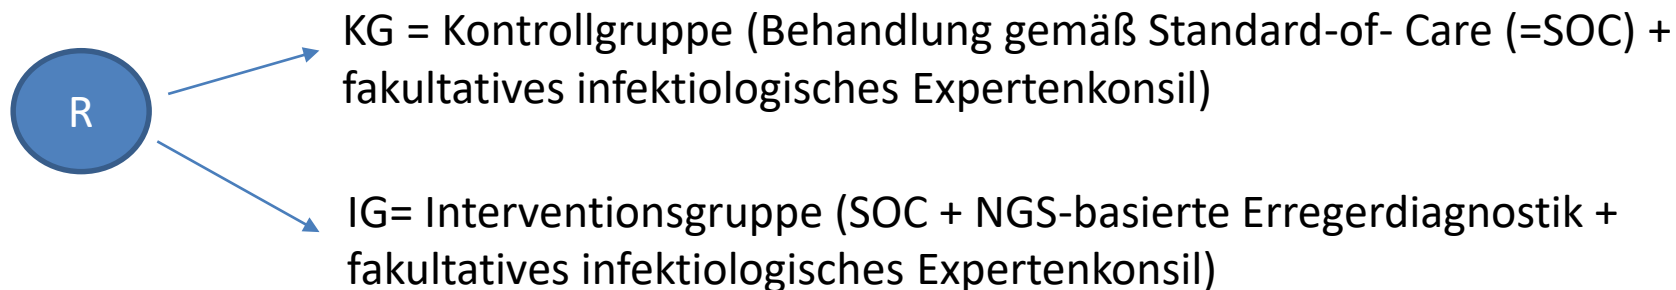 KG = Kontrollgruppe (Behandlung gemäß Standard-of- Care (=SOC) +
fakultatives infektiologisches Expertenkonsil)
R
IG= Interventionsgruppe (SOC + NGS-basierte Erregerdiagnostik +
fakultatives infektiologisches Expertenkonsil)